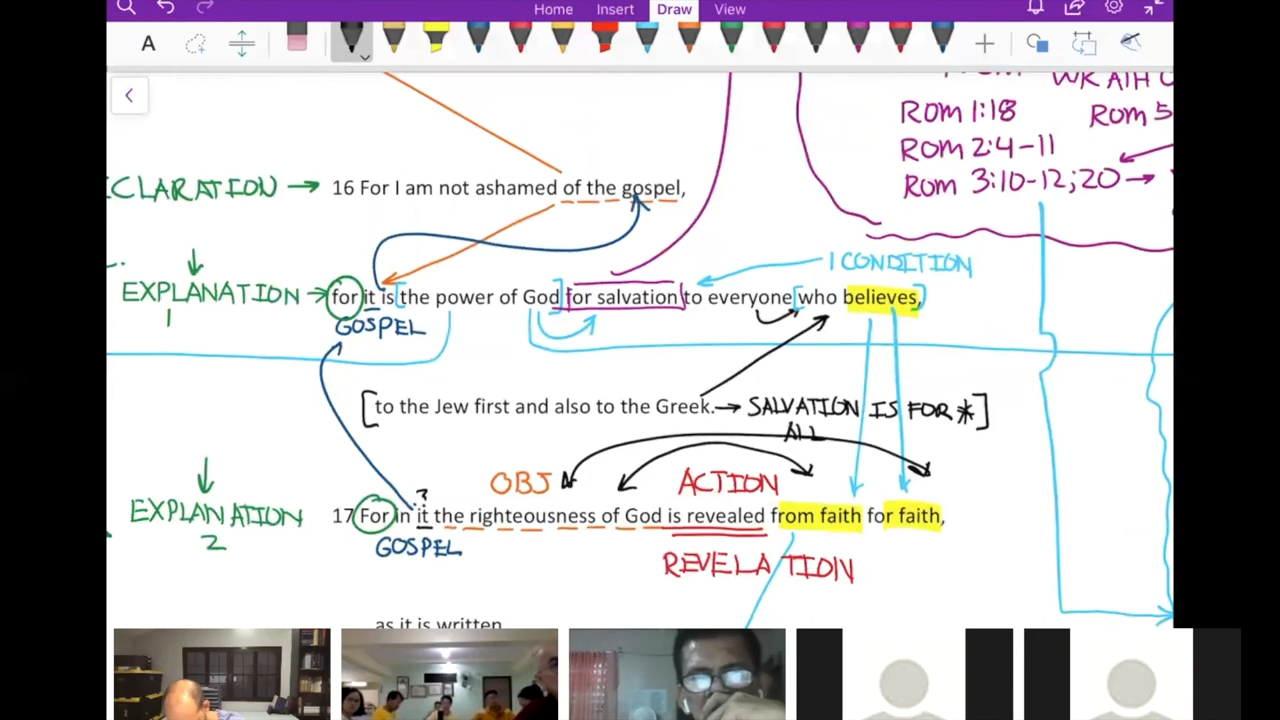 Home Insert Draw View
A
WRATH
Rom 1:18 Rom 5
Rom 2:4-11
Rom 3:10-12;20 →
CLARATION → 16 For I am not ashamed of the gospel,
1 CONDITION
EXPLANATION → for it is [the power of God] for salvation to everyone [who believes,]
1 GOSPEL
[to the Jew first and also to the Greek. → SALVATION IS FOR *]
ALL
OBJ ACTION
?
EXPLANATION 17 For in it the righteousness of God is revealed from faith for faith,
2 GOSPEL REVELATION
as it is written